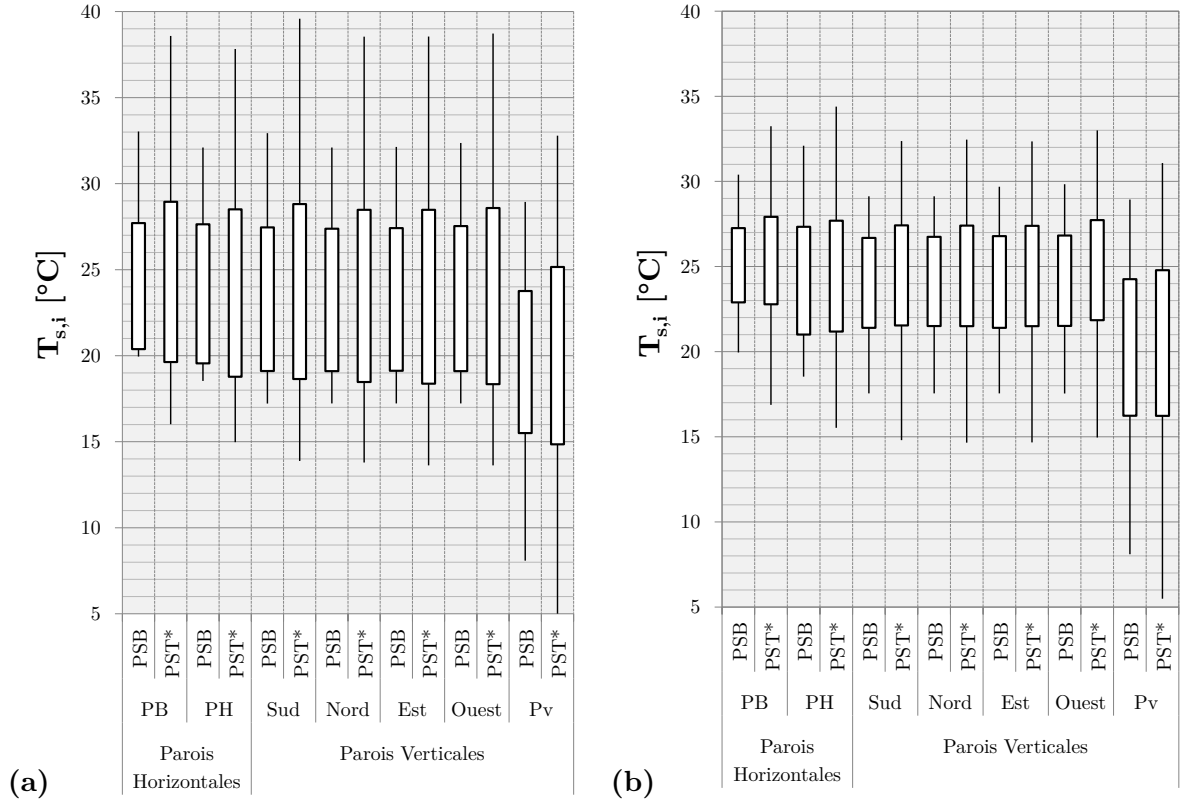 40
35
30
25
20
15
10
5
T_s,i [°C]
PSB PST* PSB PST* PSB PST* PSB PST* PSB PST* PSB PST* PSB PST*
PB PH Sud Nord Est Ouest Pv
Parois Horizontales
Parois Verticales
(a)
40
35
30
25
20
15
10
5
T_s,i [°C]
PSB PST* PSB PST* PSB PST* PSB PST* PSB PST* PSB PST* PSB PST*
PB PH Sud Nord Est Ouest Pv
Parois Horizontales
Parois Verticales
(b)